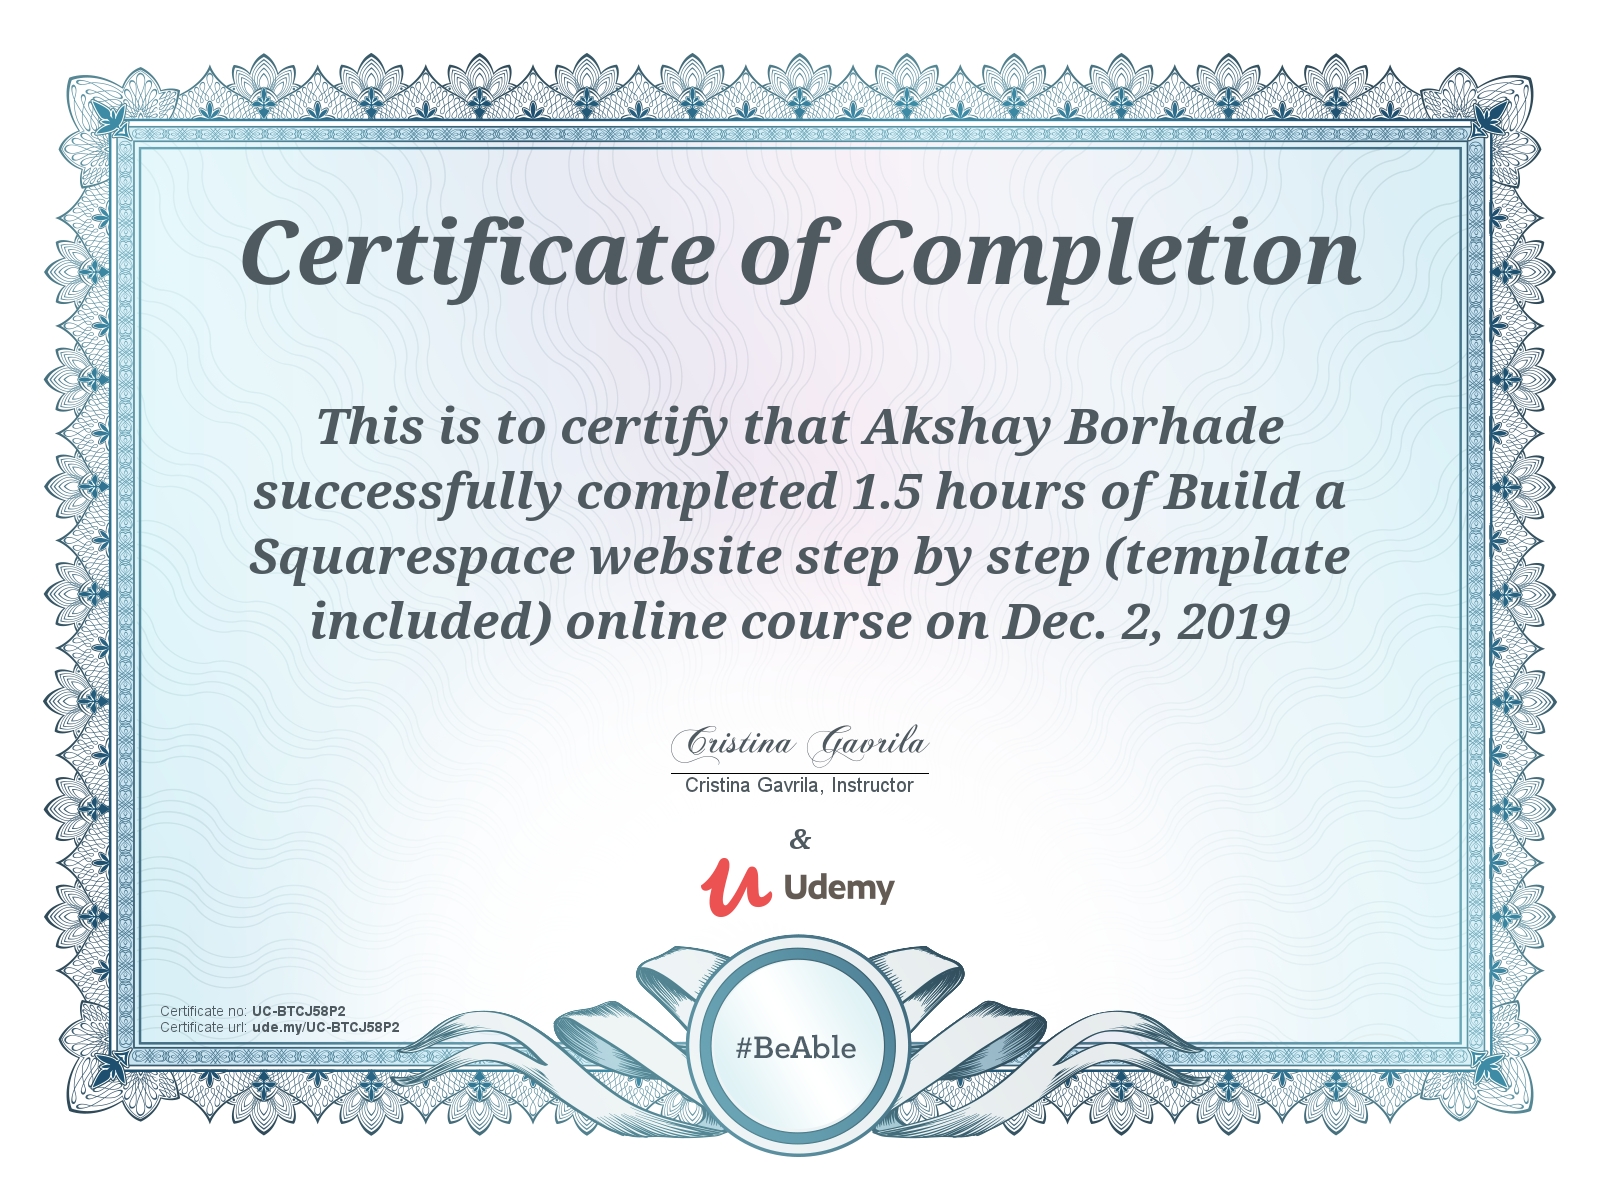 Certificate of Completion
This is to certify that Akshay Borhade
successfully completed 1.5 hours of Build a
Squarespace website step by step (template
included) online course on Dec. 2, 2019
Cristina Gavrila
Cristina Gavrila, Instructor
&
Udemy
Certificate no: UC-BTCJ58P2
Certificate url: ude.my/UC-BTCJ58P2
#BeAble